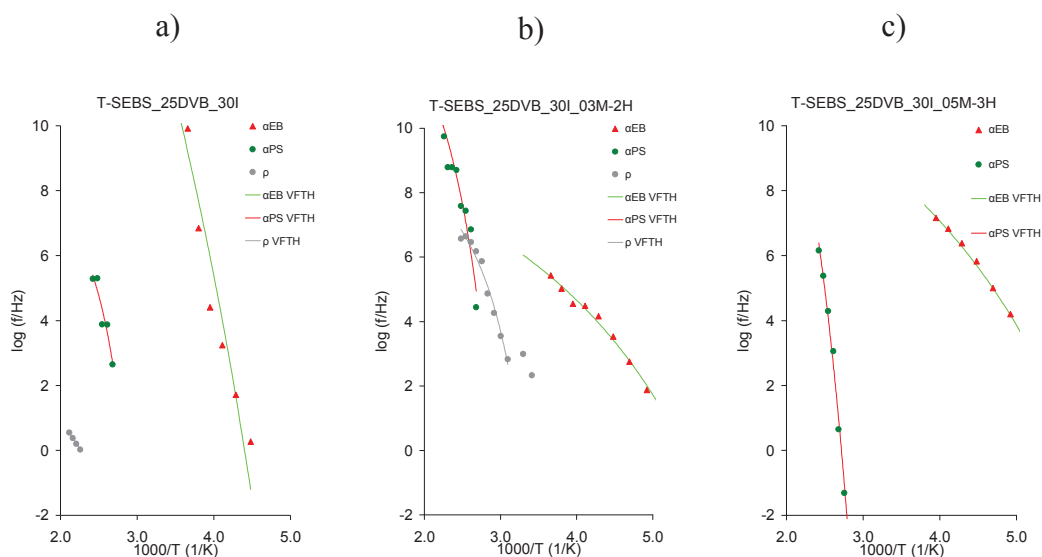 a)
b)
c)
T-SEBS_25DVB_30I
10
8
6
4
2
0
-2
log (f/Hz)
2.0
3.0
4.0
5.0
1000/T (1/K)
αEB
αPS
ρ
αEB VFTH
αPS VFTH
ρ VFTH
T-SEBS_25DVB_30I_03M-2H
10
8
6
4
2
0
-2
log (f/Hz)
2.0
3.0
4.0
5.0
1000/T (1/K)
αEB
αPS
ρ
αEB VFTH
αPS VFTH
ρ VFTH
T-SEBS_25DVB_30I_05M-3H
10
8
6
4
2
0
-2
log (f/Hz)
2.0
3.0
4.0
5.0
1000/T (1/K)
αEB
αPS
αEB VFTH
αPS VFTH